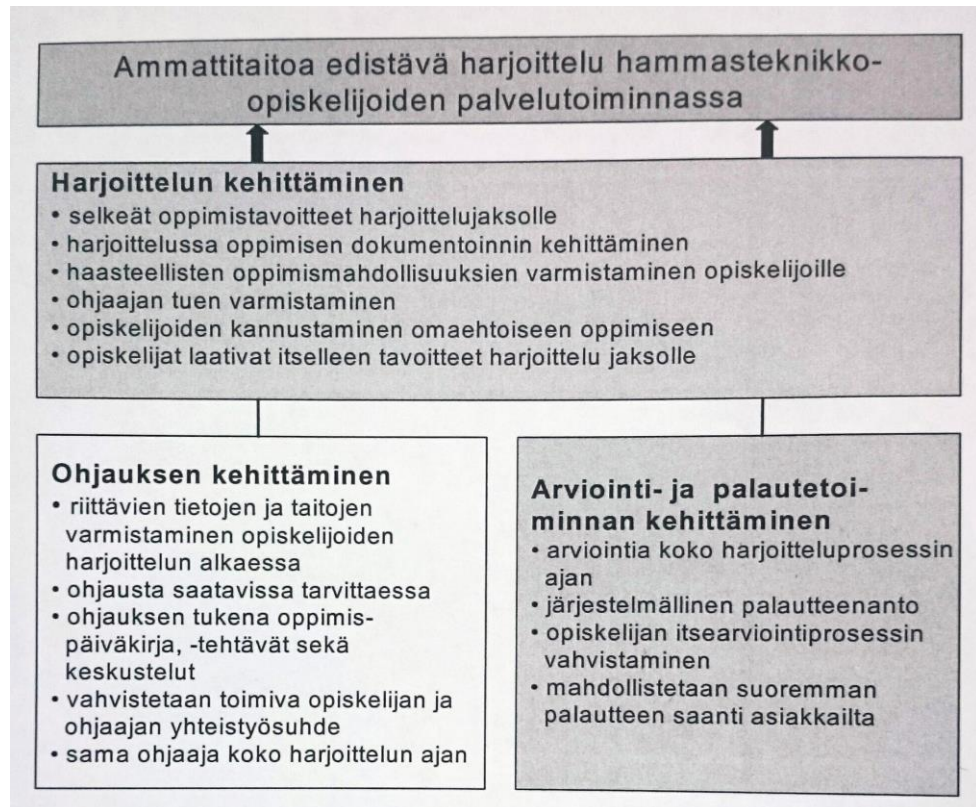 Ammattitaitoa edistävä harjoittelu hammasteknikko-
opiskelijoiden palvelutoiminnassa
Harjoittelun kehittäminen
• selkeät oppimistavoitteet harjoittelujaksolle
• harjoittelussa oppimisen dokumentoinnin kehittäminen
• haasteellisten oppimismahdollisuuksien varmistaminen opiskelijoille
• ohjaajan tuen varmistaminen
• opiskelijoiden kannustaminen omaehtoiseen oppimiseen
• opiskelijat laativat itselleen tavoitteet harjoittelu jaksolle
Ohjauksen kehittäminen
• riittävien tietojen ja taitojen
varmistaminen opiskelijoiden
harjoittelun alkaessa
• ohjausta saatavissa tarvittaessa
• ohjauksen tukena oppimis-
päiväkirja, -tehtävät sekä
keskustelut
• vahvistetaan toimiva opiskelijan ja
ohjaajan yhteistyösuhde
• sama ohjaaja koko harjoittelun ajan
Arviointi- ja palautetoi-
minnan kehittäminen
• arviointia koko harjoitteluprosessin
ajan
• järjestelmällinen palautteenanto
• opiskelijan itsearviointiprosessin
vahvistaminen
• mahdollistetaan suoremman
palautteen saanti asiakkailta